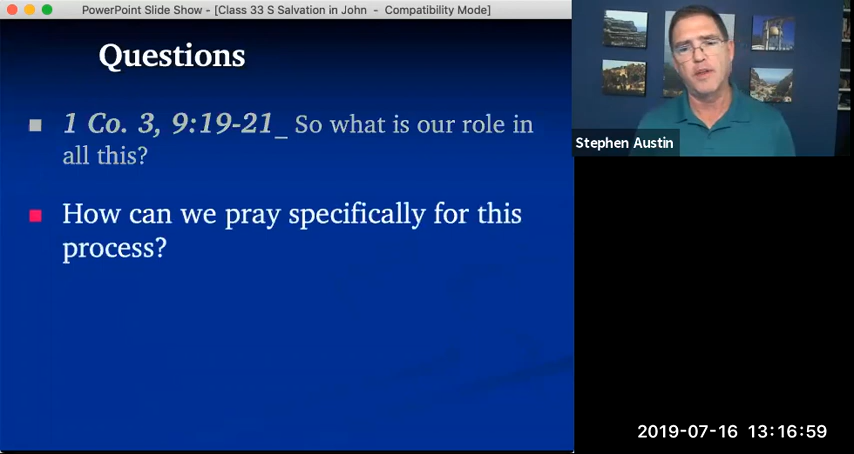 PowerPoint Slide Show - [Class 33 S Salvation in John - Compatibility Mode]
Questions
1 Co. 3, 9:19-21_ So what is our role in
all this?
How can we pray specifically for this
process?
Stephen Austin
2019-07-16 13:16:59